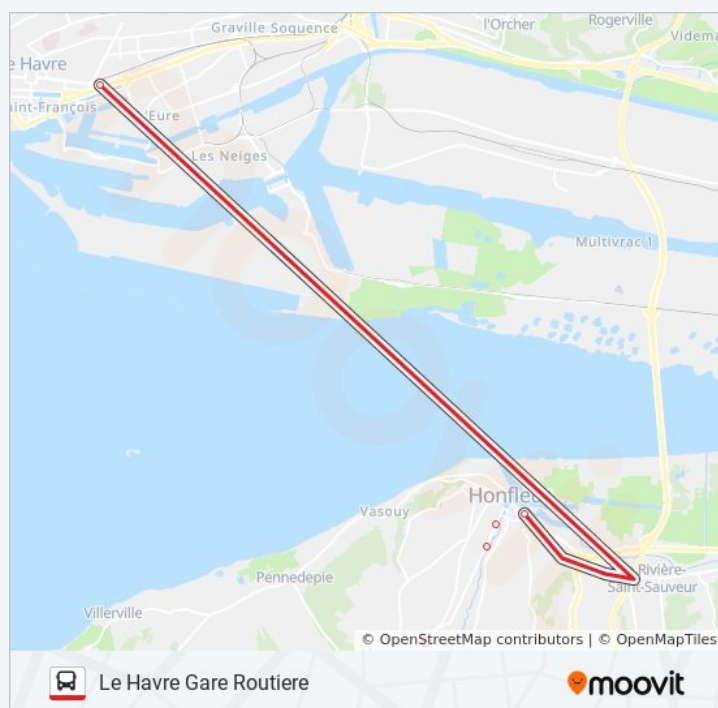 Graville Soquence
l'Orcher
Rogerville
Videma
e Havre
aint-François
l'Eure
Les Neiges
Multivrac 1
Honfleu
Vasouy
Pennedepie
Rivière-
Saint-Sauveur
Villerville
© OpenStreetMap contributors | © OpenMapTiles
Le Havre Gare Routiere
moovit